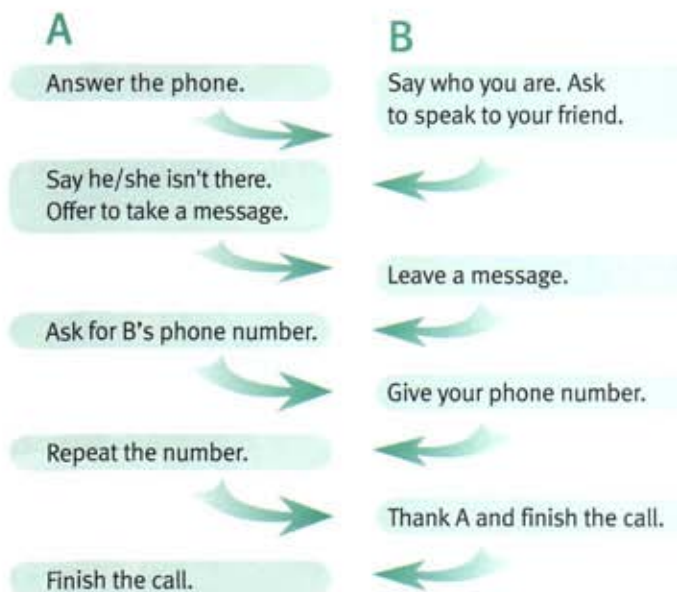 A
B
Answer the phone.
Say who you are. Ask
to speak to your friend.
Say he/she isn't there.
Offer to take a message.
Leave a message.
Ask for B's phone number.
Give your phone number.
Repeat the number.
Thank A and finish the call.
Finish the call.